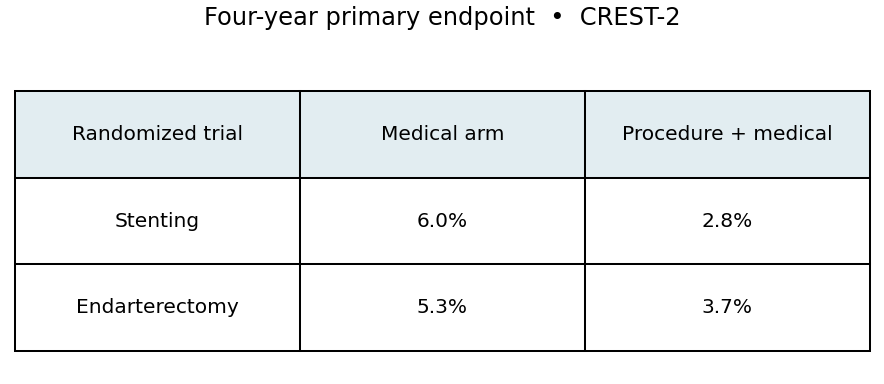 Four-year primary endpoint • CREST-2
Randomized trial Medical arm Procedure + medical
Stenting 6.0% 2.8%
Endarterectomy 5.3% 3.7%